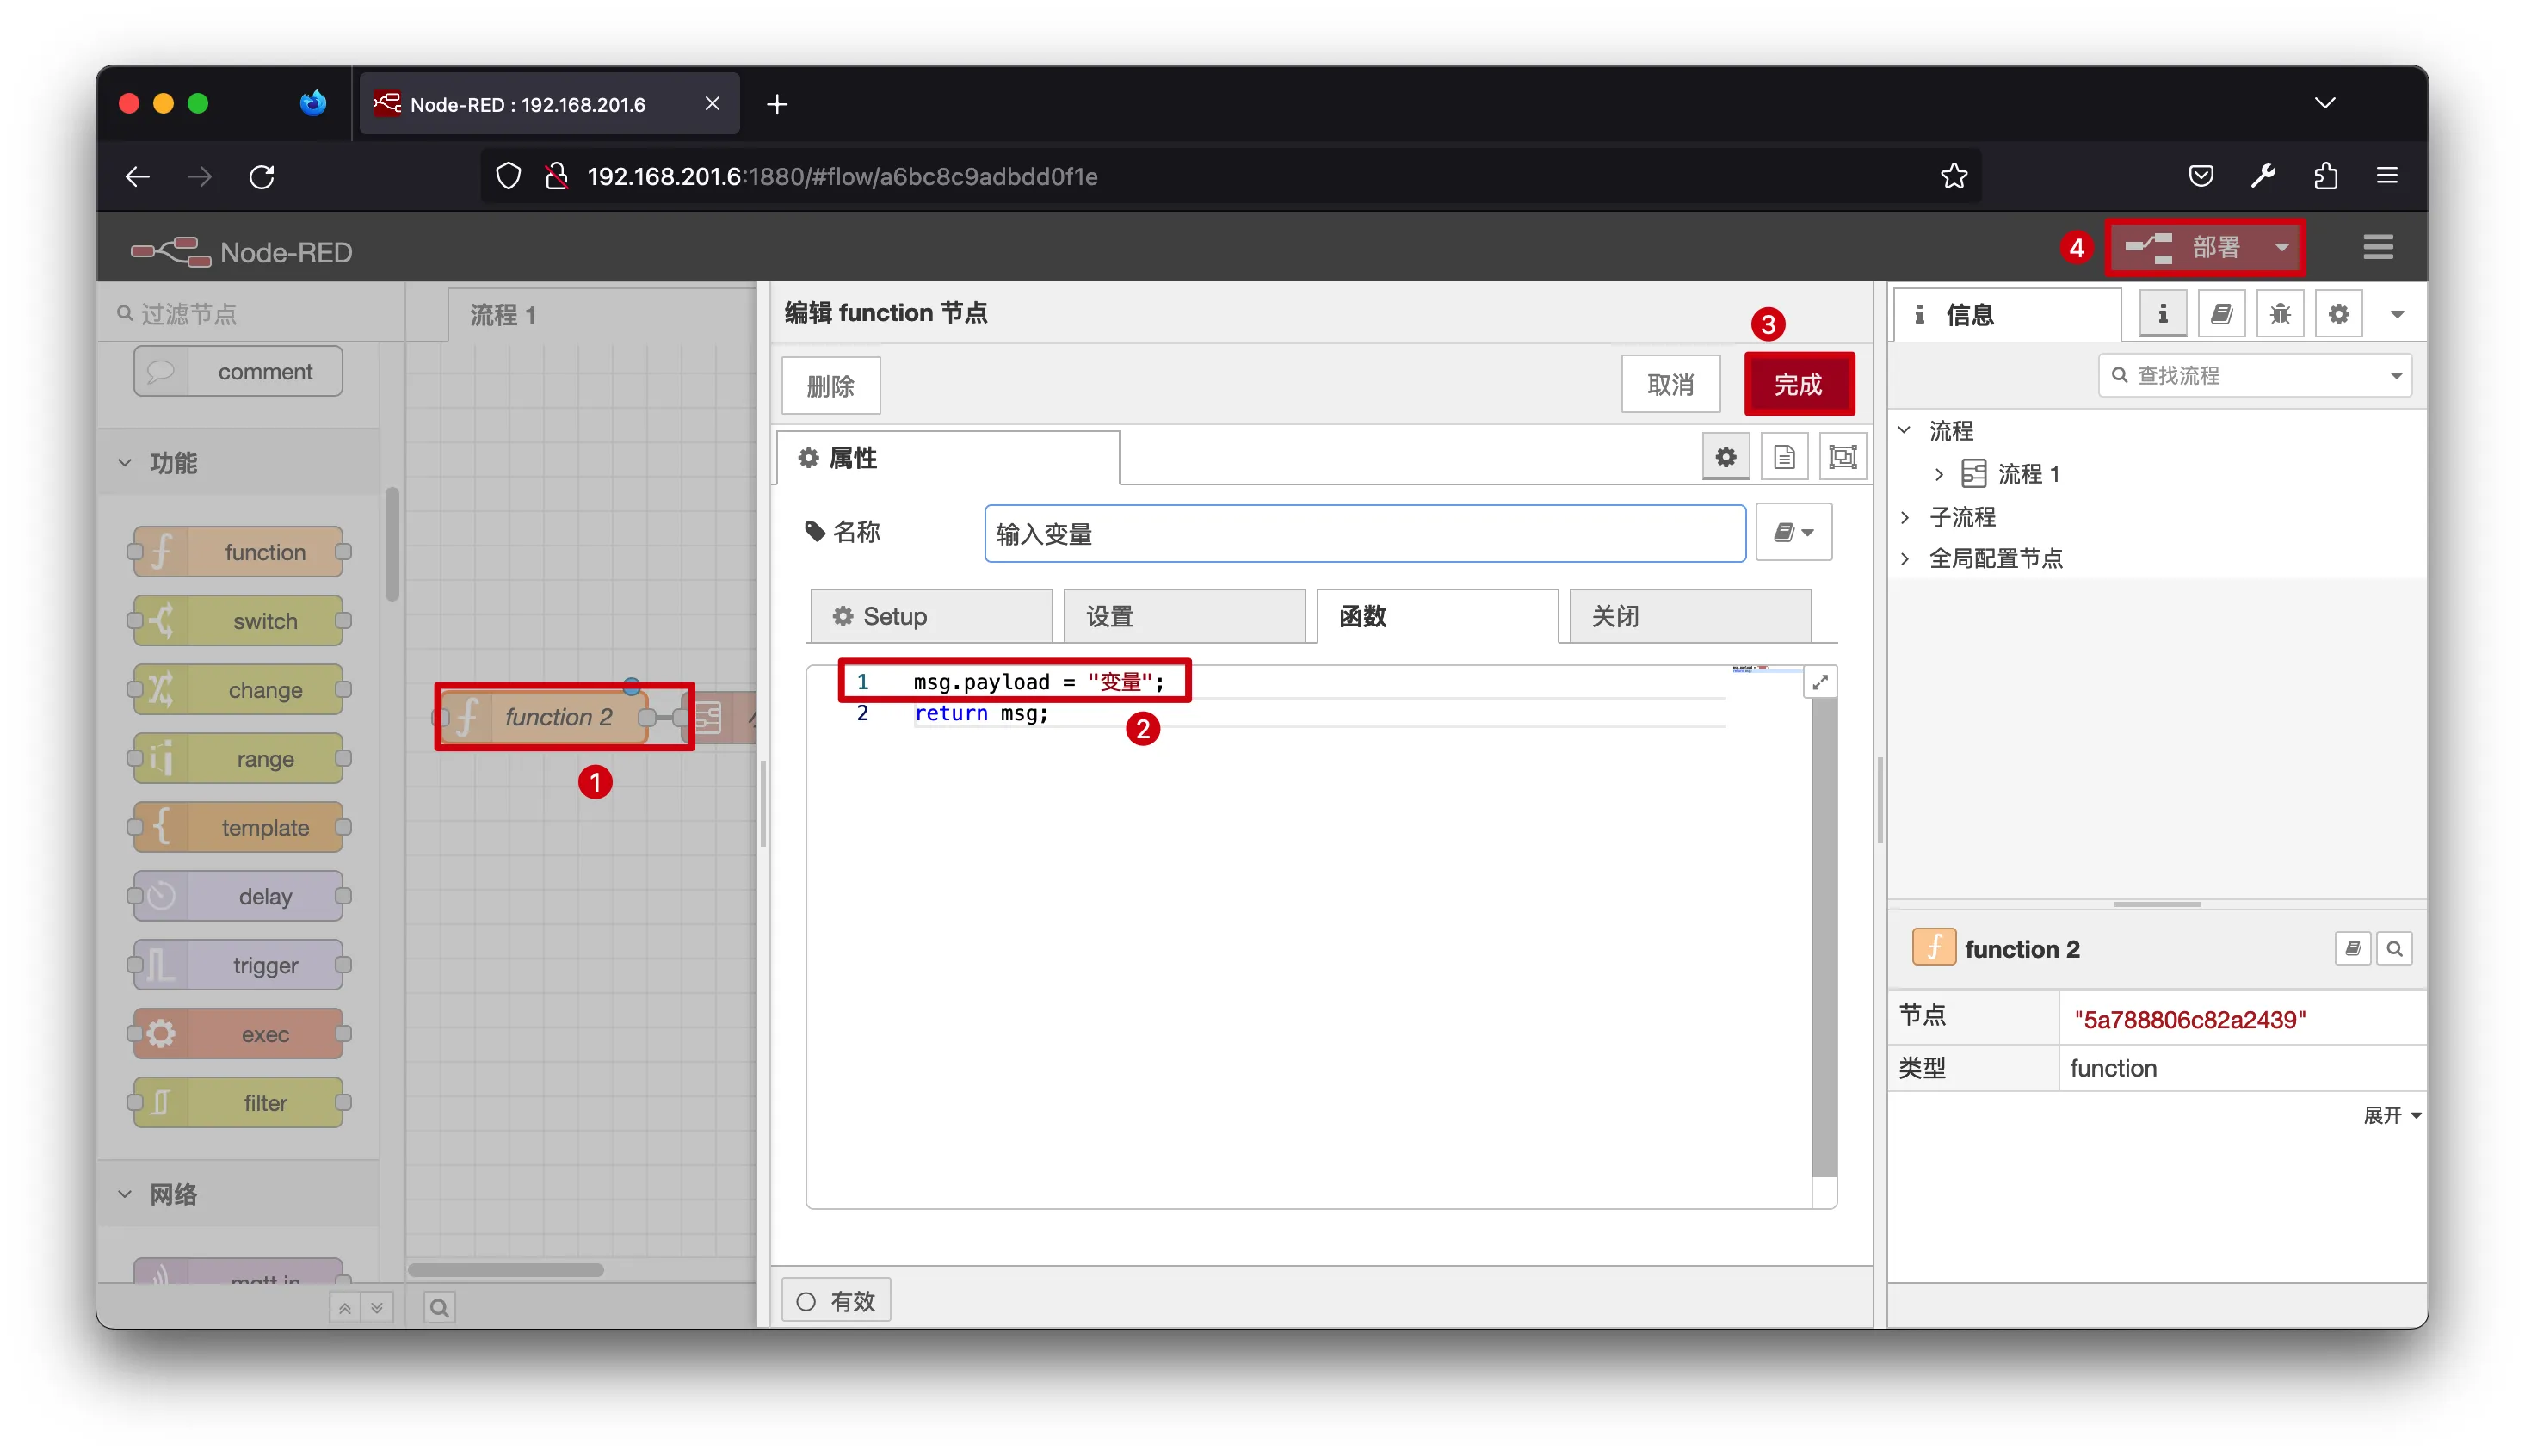 Node-RED : 192.168.201.6
192.168.201.6:1880/#flow/a6bc8c9adbdd0f1e
Node-RED
4
部署
过滤节点
comment
功能
function
switch
change
range
template
delay
trigger
exec
filter
网络
mqtt in
流程 1
function 2
1
编辑 function 节点
3
删除
取消
完成
属性
名称
输入变量
Setup
设置
函数
关闭
1 msg.payload = "变量";
2 return msg;
2
有效
信息
查找流程
流程
流程 1
子流程
全局配置节点
function 2
节点 "5a788806c82a2439"
类型 function
展开